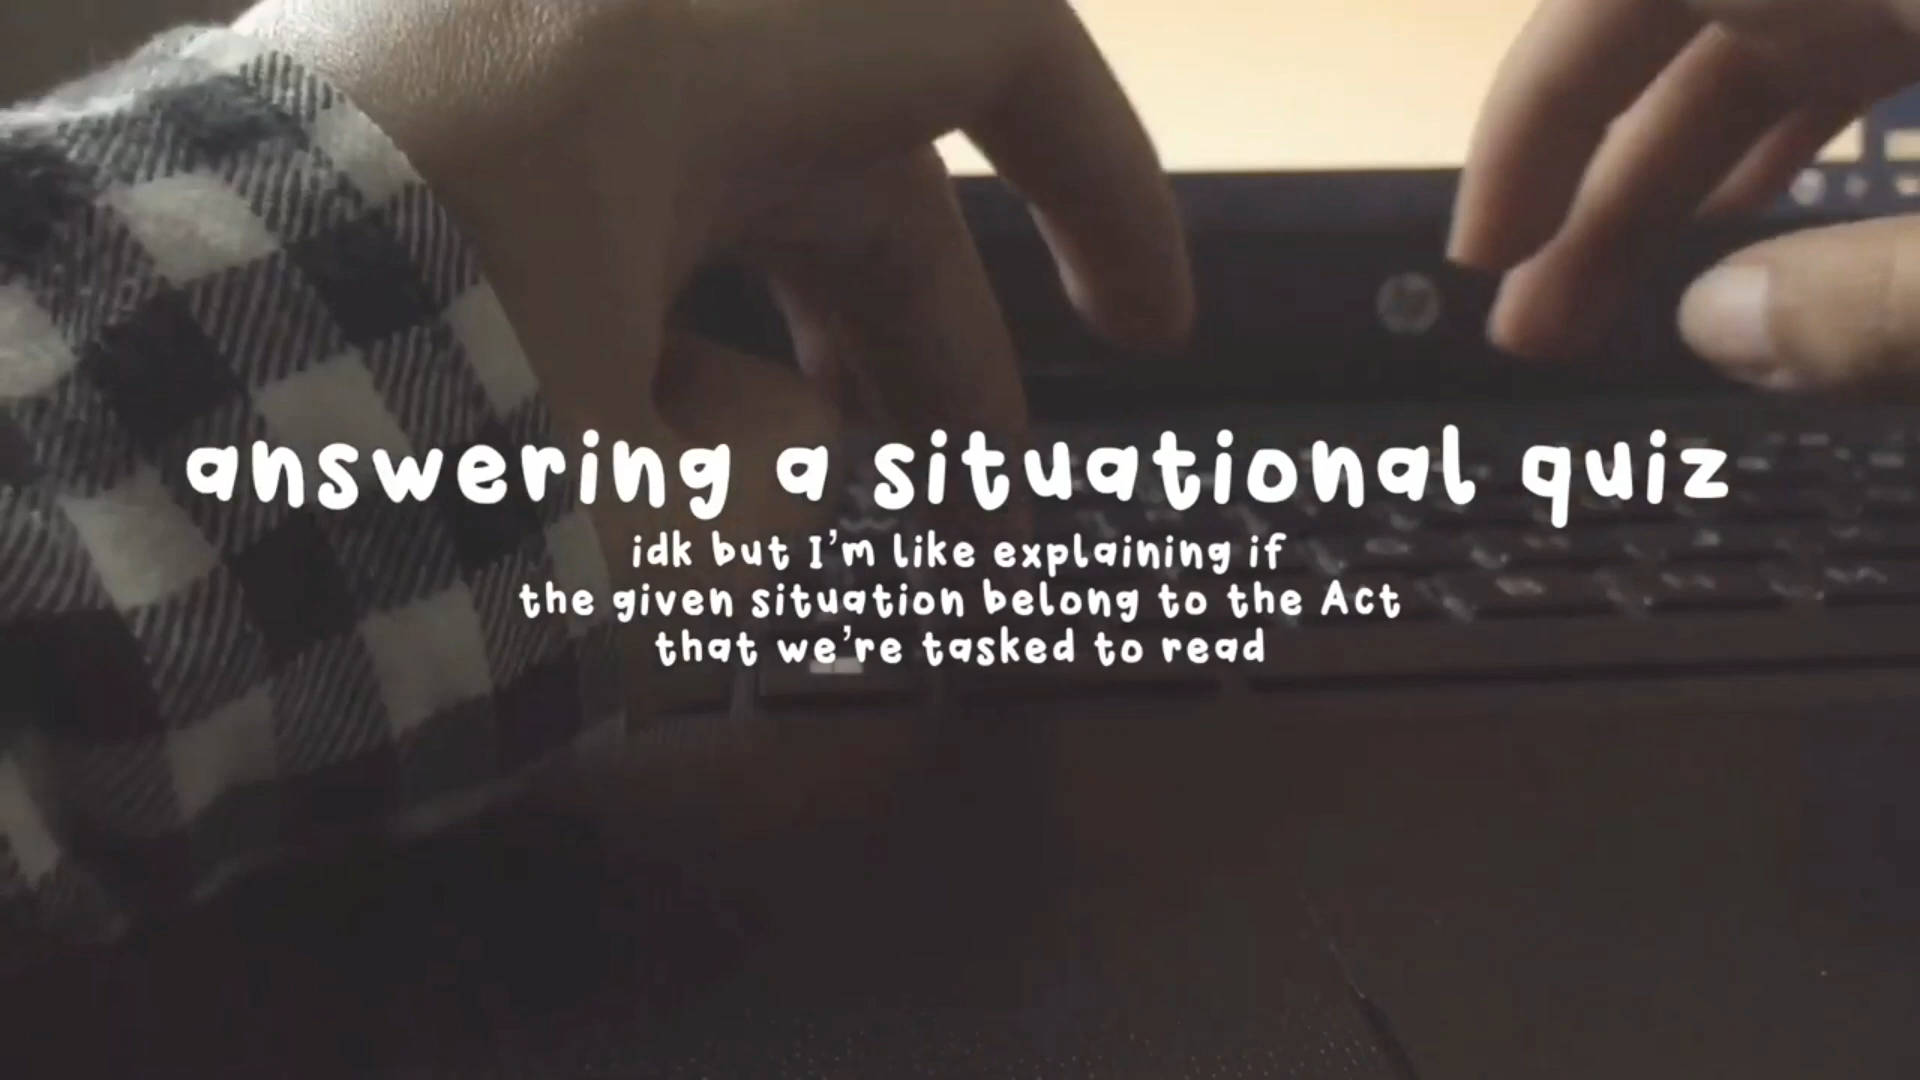 answering a situational quiz
idk but I'm like explaining if
the given situation belong to the Act
that we're tasked to read